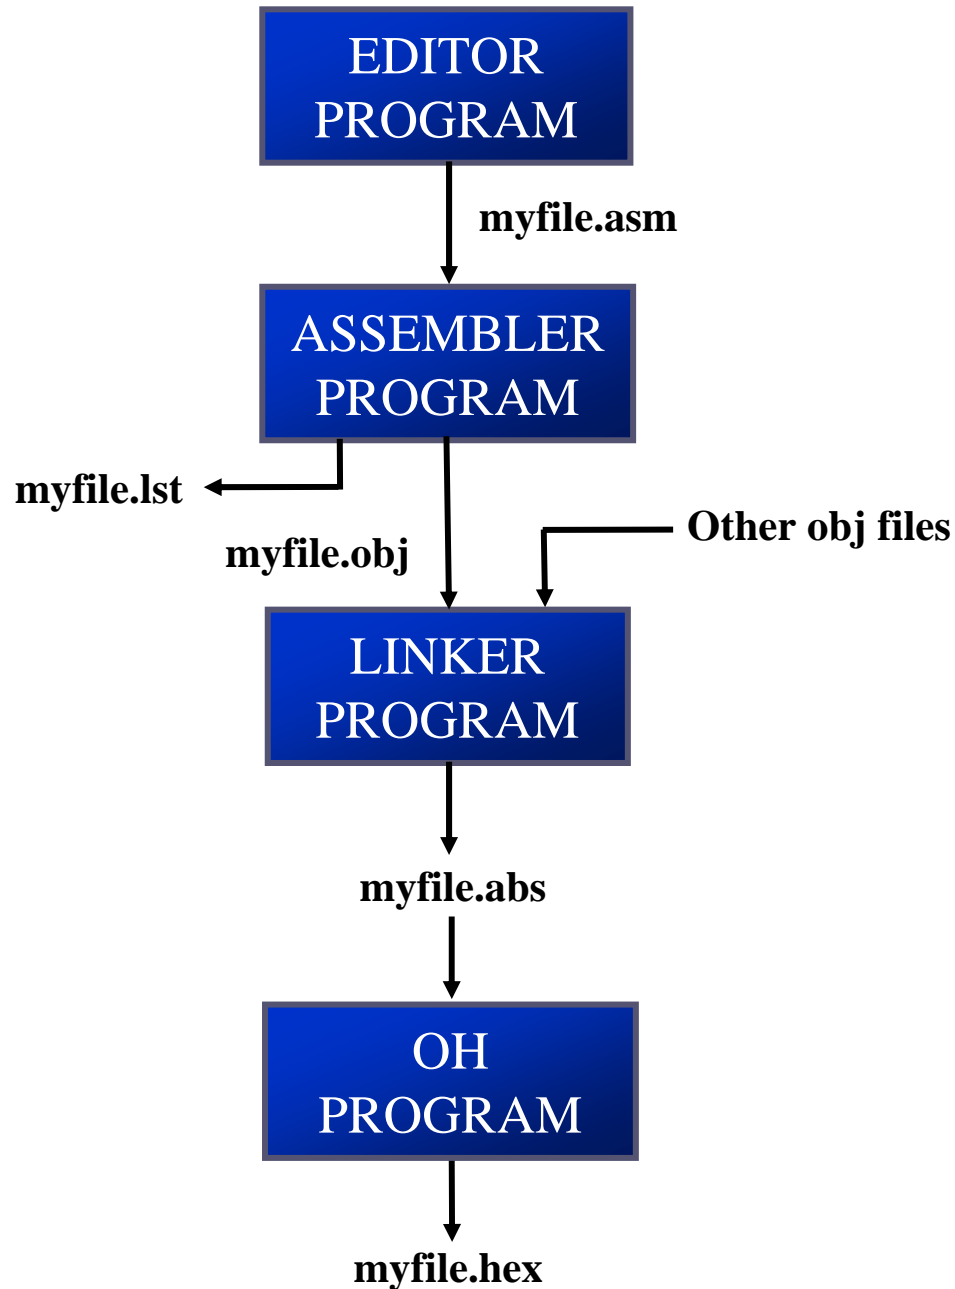 EDITOR
PROGRAM
myfile.asm
ASSEMBLER
PROGRAM
myfile.lst
Other obj files
myfile.obj
LINKER
PROGRAM
myfile.abs
OH
PROGRAM
myfile.hex